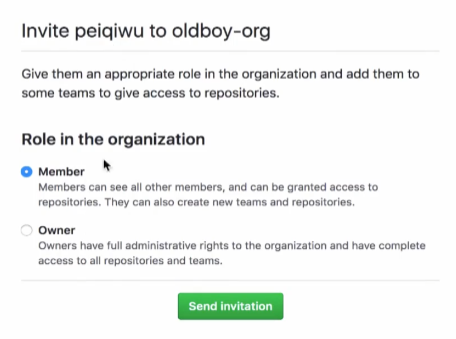 Invite peiqiwu to oldboy-org
Give them an appropriate role in the organization and add them to
some teams to give access to repositories.
Role in the organization
Member
Members can see all other members, and can be granted access to
repositories. They can also create new teams and repositories.
Owner
Owners have full administrative rights to the organization and have complete
access to all repositories and teams.
Send invitation